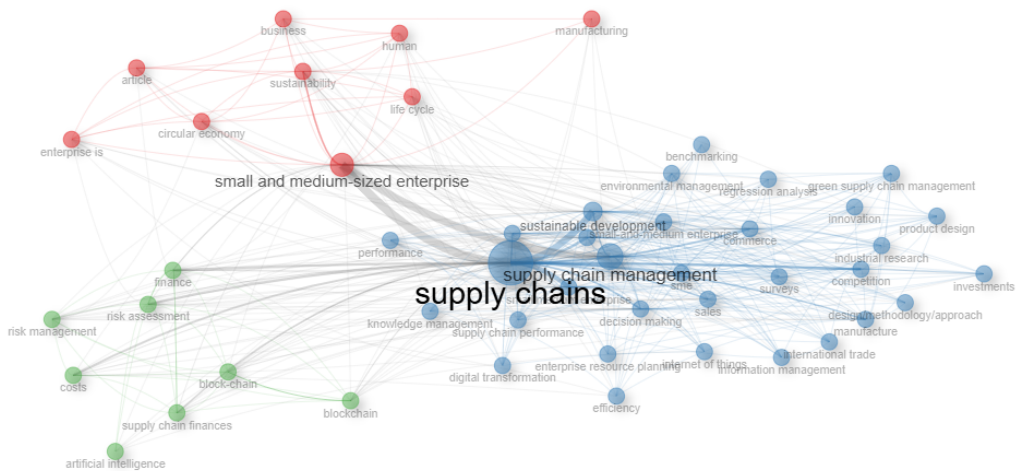 business
manufacturing
human
article
sustainability
life cycle
circular economy
enterprise is
benchmarking
small and medium-sized enterprise
environmental management
regression analysis
green supply chain management
innovation
sustainable development
product design
small-and-medium enterprise
commerce
performance
industrial research
finance
supply chain management
sme
surveys
competition
investments
supply chains
enterprise
risk assessment
sales
design/methodology/approach
risk management
knowledge management
supply chain performance
decision making
manufacture
international trade
enterprise resource planning
internet of things
information management
digital transformation
costs
block-chain
efficiency
blockchain
supply chain finances
artificial intelligence